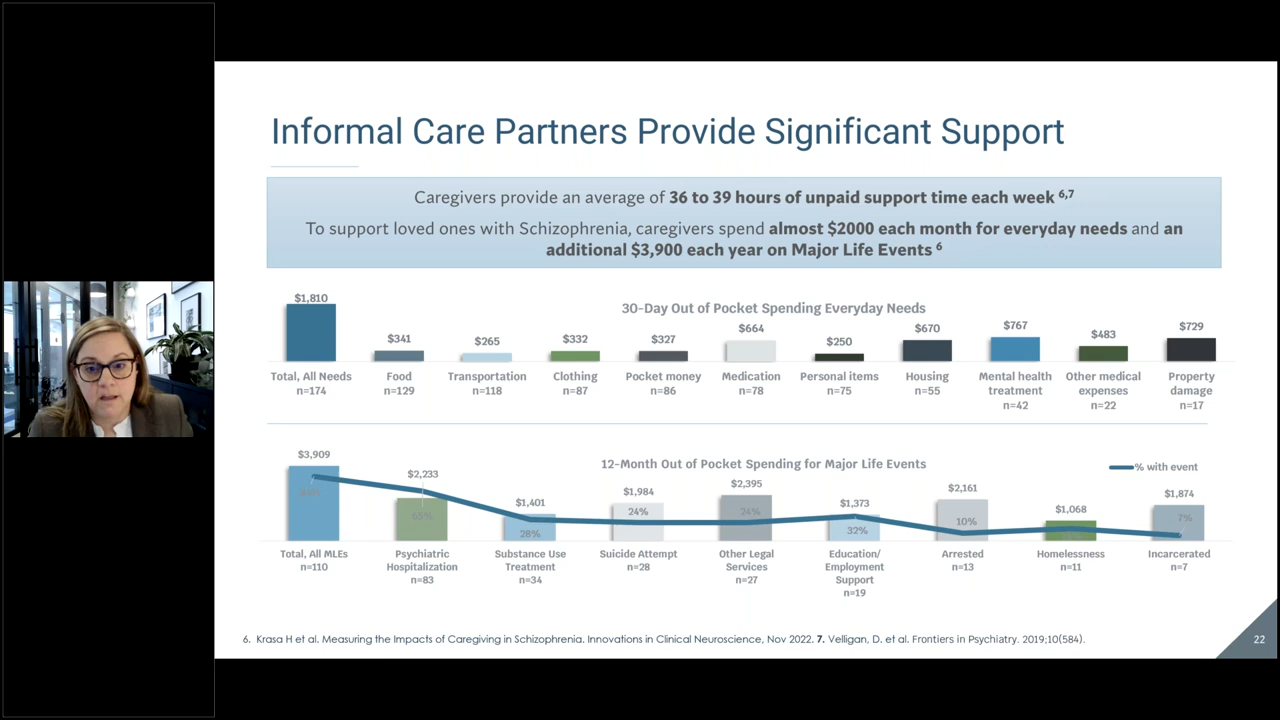 Informal Care Partners Provide Significant Support
Caregivers provide an average of 36 to 39 hours of unpaid support time each week 6,7
To support loved ones with Schizophrenia, caregivers spend almost $2000 each month for everyday needs and an
additional $3,900 each year on Major Life Events 6
30-Day Out of Pocket Spending Everyday Needs
$1,810 $341 $265 $332 $327 $664 $250 $670 $767 $483 $729
Total, All Needs Food Transportation Clothing Pocket money Medication Personal items Housing Mental health Other medical Property
n=174 n=129 n=118 n=87 n=86 n=78 n=75 n=55 treatment expenses damage
n=42 n=22 n=17
12-Month Out of Pocket Spending for Major Life Events
% with event
$3,909 $2,233 $1,401 $1,984 $2,395 $1,373 $2,161 $1,068 $1,874
65% 28% 24% 24% 32% 10% 7%
Total, All MLEs Psychiatric Substance Use Suicide Attempt Other Legal Education/ Arrested Homelessness Incarcerated
n=110 Hospitalization Treatment n=28 Services Employment n=13 n=11 n=7
n=83 n=34 n=27 Support
n=19
6. Krasa H et al. Measuring the Impacts of Caregiving in Schizophrenia. Innovations in Clinical Neuroscience, Nov 2022. 7. Velligan, D. et al. Frontiers in Psychiatry. 2019;10(584).
22